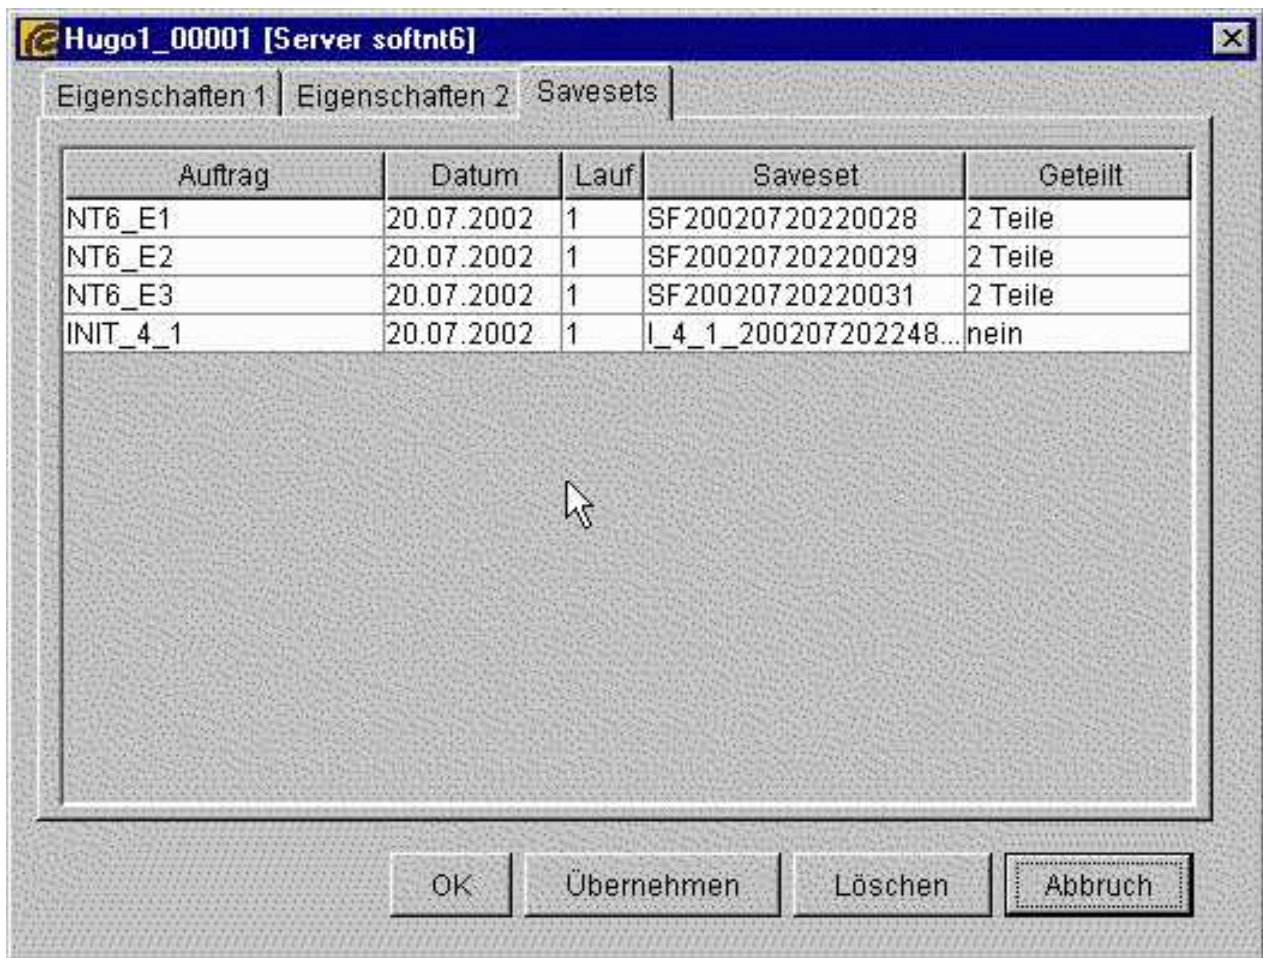 Hugo1_00001 [Server softnt6]
Eigenschaften 1 Eigenschaften 2 Savesets
Auftrag Datum Lauf Saveset Geteilt
NT6_E1 20.07.2002 1 SF20020720220028 2 Teile
NT6_E2 20.07.2002 1 SF20020720220029 2 Teile
NT6_E3 20.07.2002 1 SF20020720220031 2 Teile
INIT_4_1 20.07.2002 1 I_4_1_200207202248... nein
OK Übernehmen Löschen Abbruch